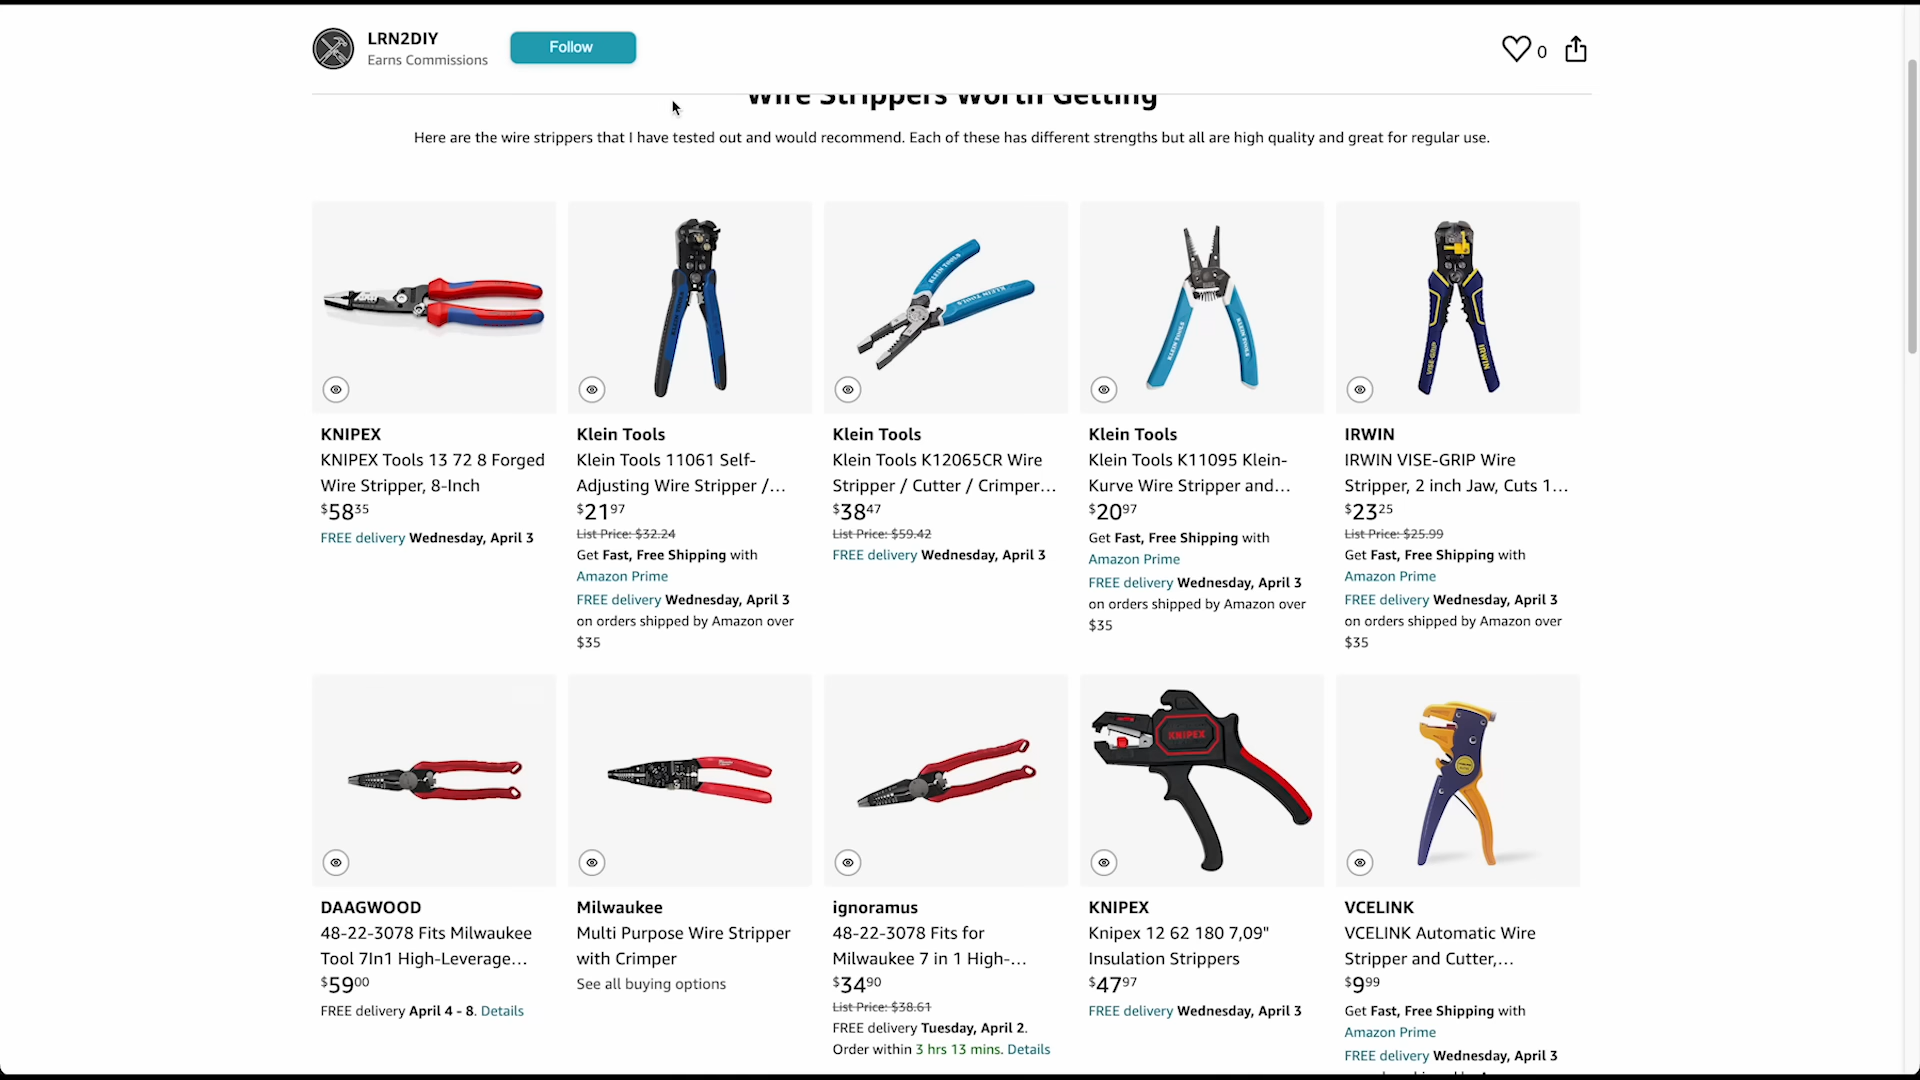 LRN2DIY
Earns Commissions
Follow
0
Wire Strippers Worth Getting
Here are the wire strippers that I have tested out and would recommend. Each of these has different strengths but all are high quality and great for regular use.
KNIPEX
KNIPEX Tools 13 72 8 Forged
Wire Stripper, 8-Inch
$5835
FREE delivery Wednesday, April 3
Klein Tools
Klein Tools 11061 Self-
Adjusting Wire Stripper /...
$2197
List Price: $32.24
Get Fast, Free Shipping with
Amazon Prime
FREE delivery Wednesday, April 3
on orders shipped by Amazon over
$35
KLEIN TOOLS
KLEIN TOOLS
Klein Tools
Klein Tools K12065CR Wire
Stripper / Cutter / Crimper...
$3847
List Price: $59.42
FREE delivery Wednesday, April 3
KLEIN TOOLS
KLEIN TOOLS
Klein Tools
Klein Tools K11095 Klein-
Kurve Wire Stripper and...
$2097
Get Fast, Free Shipping with
Amazon Prime
FREE delivery Wednesday, April 3
on orders shipped by Amazon over
$35
VISE-GRIP
IRWIN
IRWIN
IRWIN VISE-GRIP Wire
Stripper, 2 inch Jaw, Cuts 1...
$2325
List Price: $25.99
Get Fast, Free Shipping with
Amazon Prime
FREE delivery Wednesday, April 3
on orders shipped by Amazon over
$35
DAAGWOOD
48-22-3078 Fits Milwaukee
Tool 7In1 High-Leverage...
$5900
FREE delivery April 4 - 8. Details
Milwaukee
Multi Purpose Wire Stripper
with Crimper
See all buying options
ignoramus
48-22-3078 Fits for
Milwaukee 7 in 1 High-...
$3490
List Price: $38.61
FREE delivery Tuesday, April 2.
Order within 3 hrs 13 mins. Details
KNIPEX
KNIPEX
Knipex 12 62 180 7,09"
Insulation Strippers
$4797
FREE delivery Wednesday, April 3
VCELINK
VCELINK Automatic Wire
Stripper and Cutter,...
$999
Get Fast, Free Shipping with
Amazon Prime
FREE delivery Wednesday, April 3